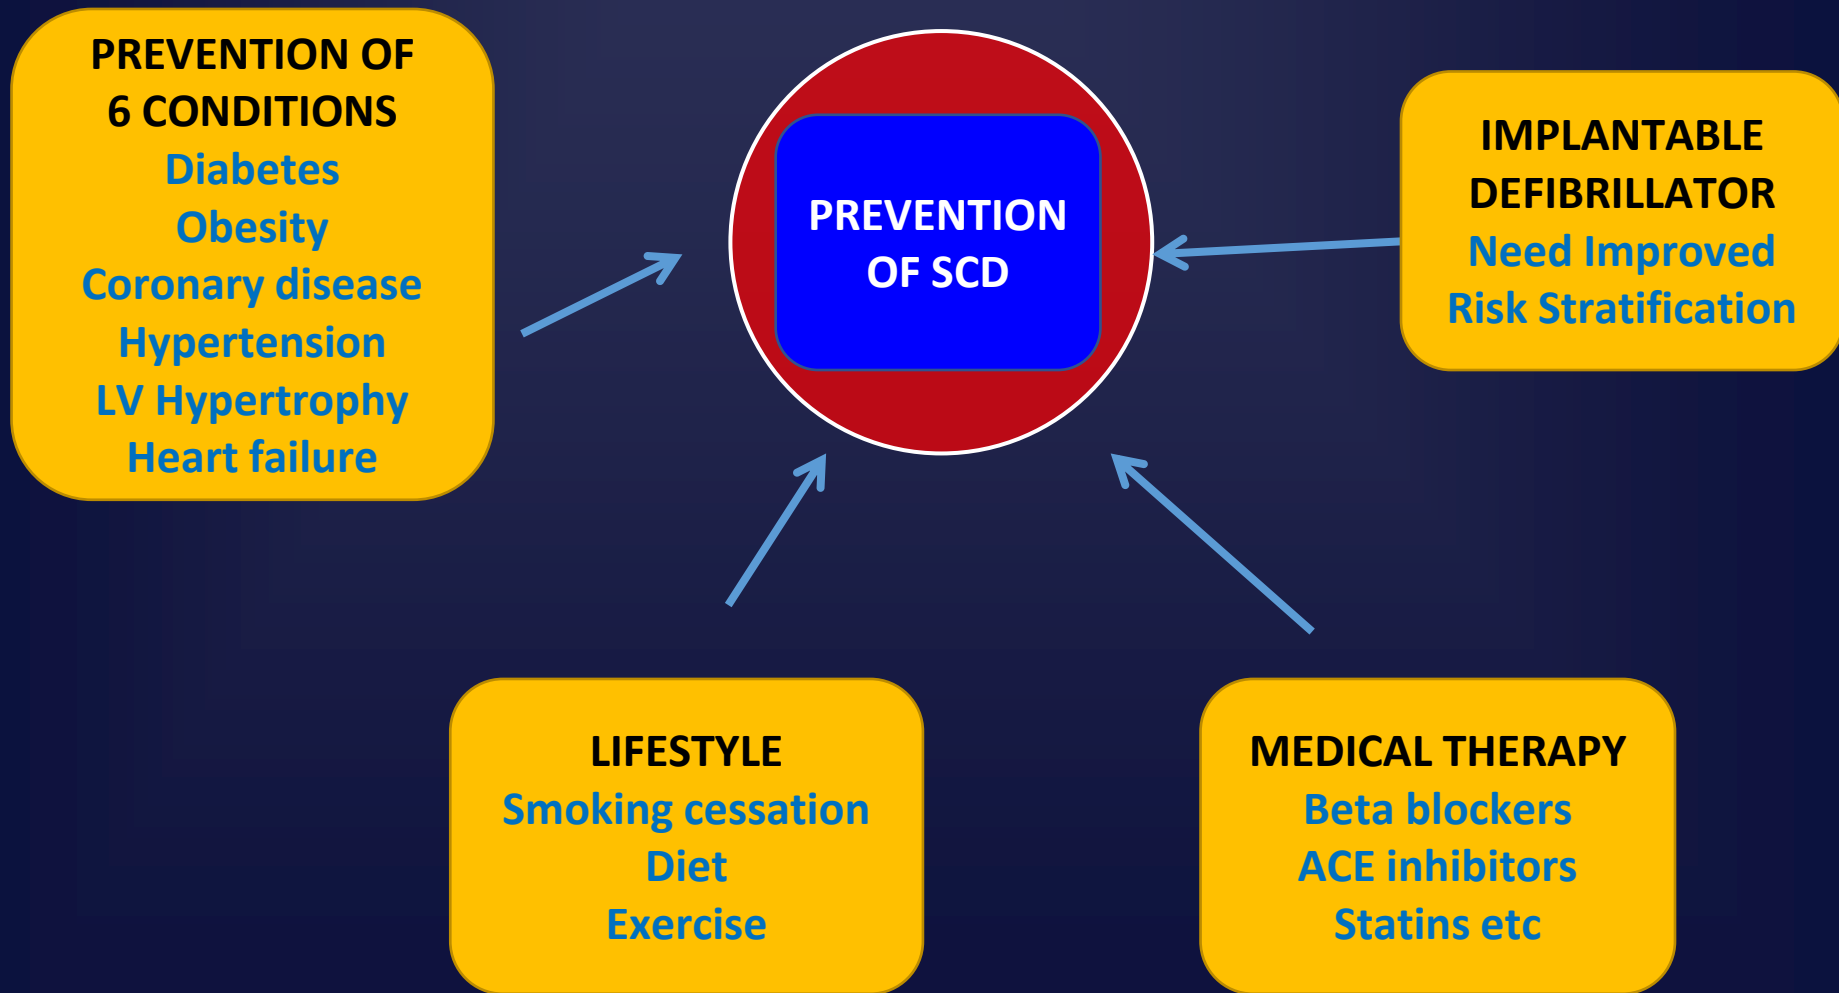 PREVENTION OF
6 CONDITIONS
Diabetes
Obesity
Coronary disease
Hypertension
LV Hypertrophy
Heart failure
PREVENTION
OF SCD
IMPLANTABLE
DEFIBRILLATOR
Need Improved
Risk Stratification
LIFESTYLE
Smoking cessation
Diet
Exercise
MEDICAL THERAPY
Beta blockers
ACE inhibitors
Statins etc